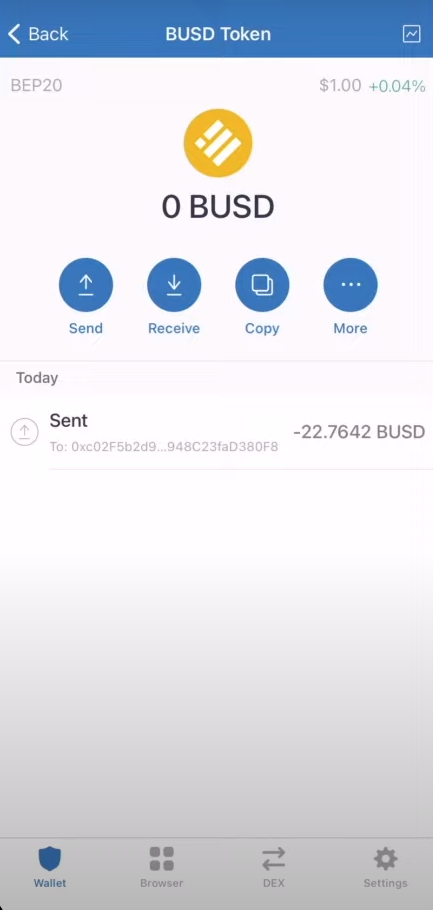 Back
BUSD Token
BEP20
$1.00 +0.04%
0 BUSD
Send
Receive
Copy
More
Today
Sent
-22.7642 BUSD
To: 0xc02F5b2d9...948C23faD380F8
Wallet
Browser
DEX
Settings